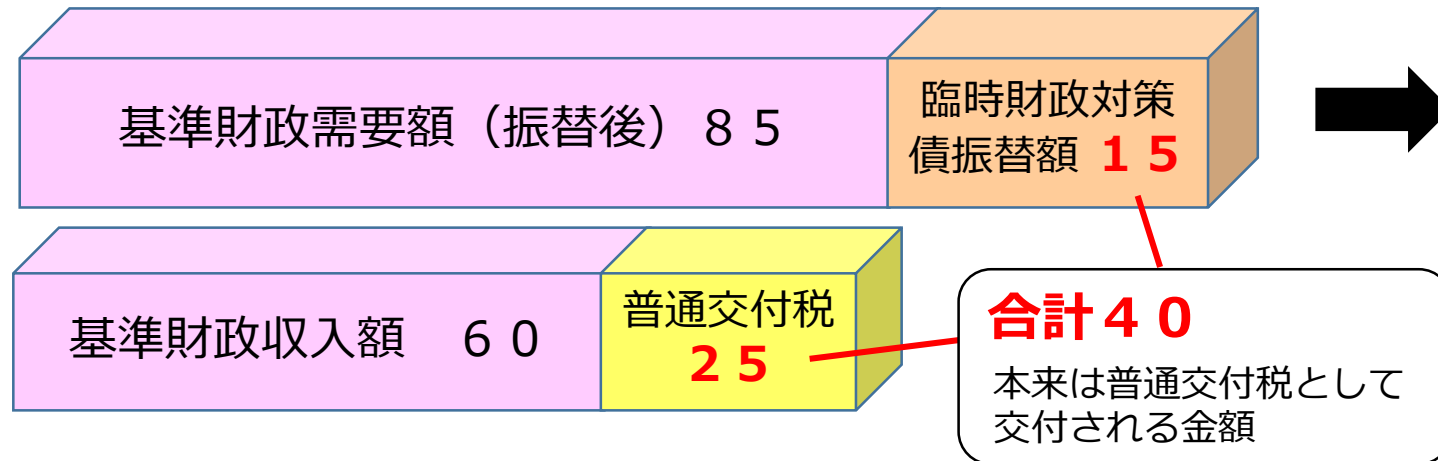 基準財政需要額（振替後）８５
臨時財政対策
債振替額 １５
基準財政収入額　６０
普通交付税
２５
合計４０
本来は普通交付税として
交付される金額